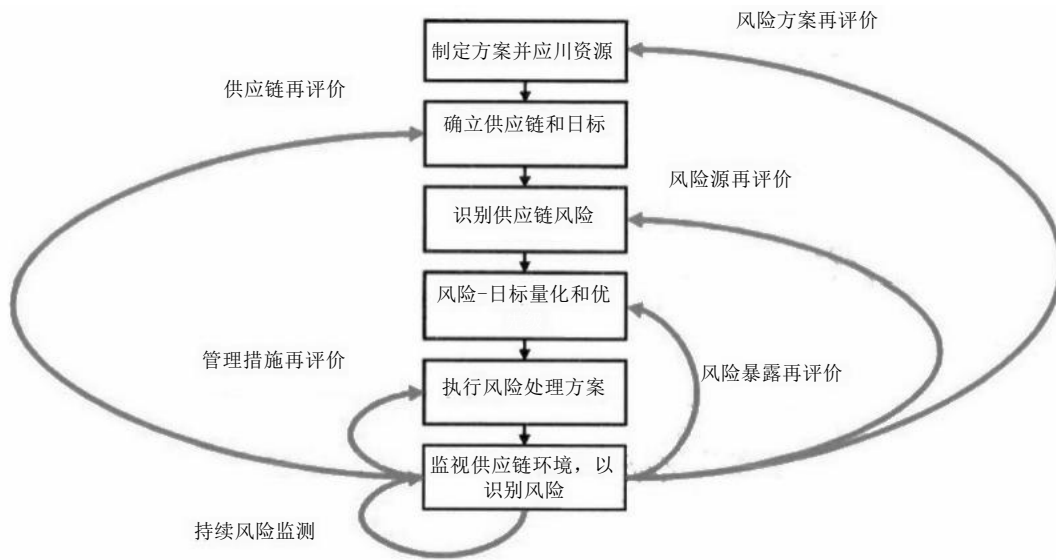 风险方案再评价
制定方案并应川资源
供应链再评价
确立供应链和目标
风险源再评价
识别供应链风险
风险-日标量化和优
管理措施再评价
风险暴露再评价
执行风险处理方案
监视供应链环境，以
识别风险
持续风险监测